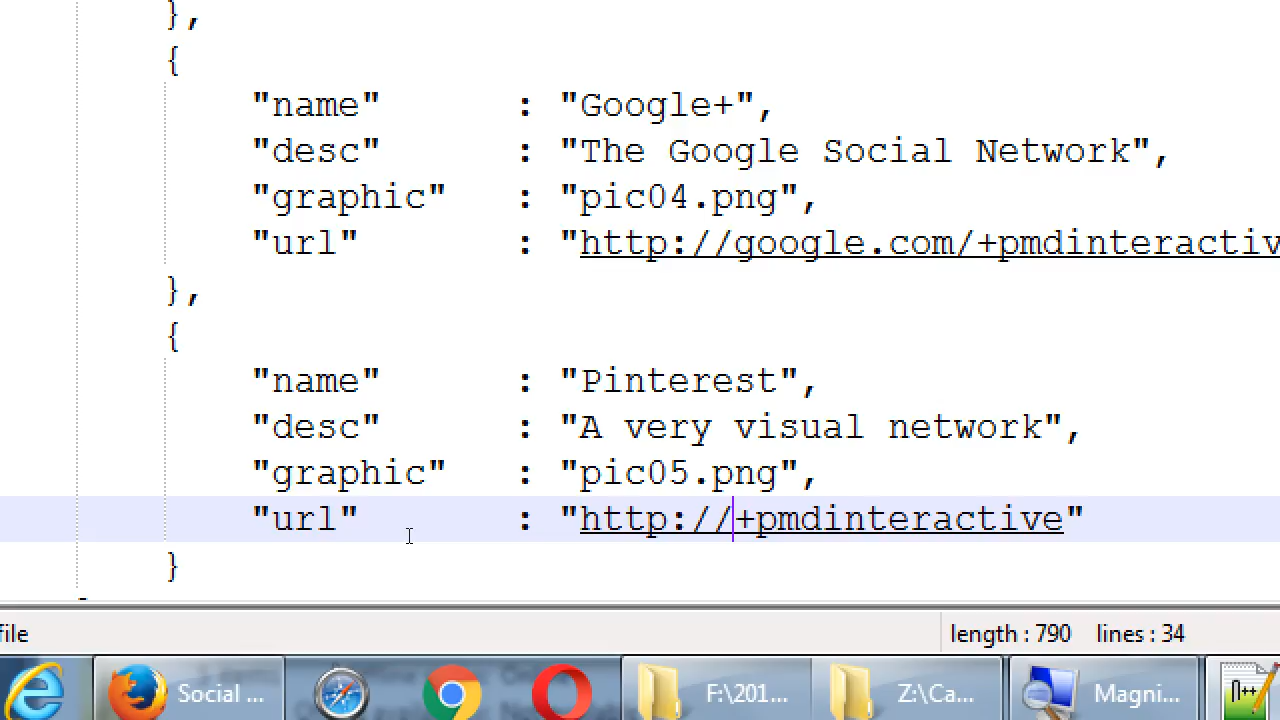 },
{
"name" : "Google+",
"desc" : "The Google Social Network",
"graphic" : "pic04.png",
"url" : "http://google.com/+pmdinteractiv
},
{
"name" : "Pinterest",
"desc" : "A very visual network",
"graphic" : "pic05.png",
"url" : "http://+pmdinteractive"
}
file length : 790 lines : 34
Social ... F:\201... Z:\Ca... Magni...